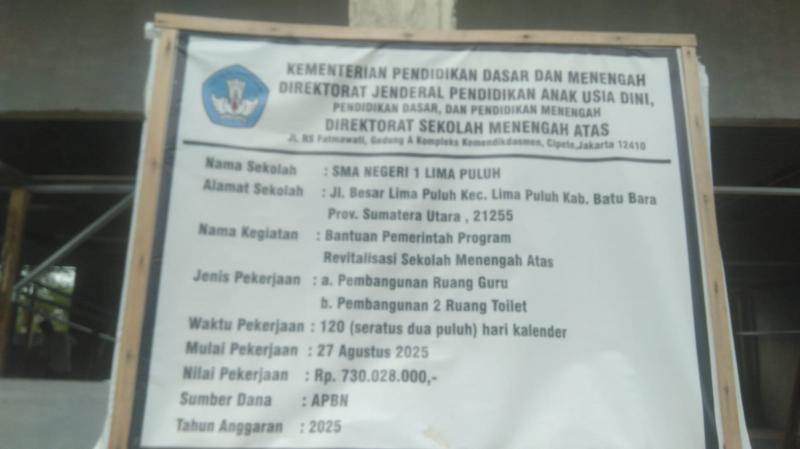 KEMENTERIAN PENDIDIKAN DASAR DAN MENENGAH
DIREKTORAT JENDERAL PENDIDIKAN ANAK USIA DINI,
PENDIDIKAN DASAR, DAN PENDIDIKAN MENENGAH
DIREKTORAT SEKOLAH MENENGAH ATAS
JL. RS Fatmawati, Gedung A Kompleks Kemendikdasmen, Cipete,Jakarta 12410
Nama Sekolah : SMA NEGERI 1 LIMA PULUH
Alamat Sekolah : Jl. Besar Lima Puluh Kec. Lima Puluh Kab. Batu Bara
Prov. Sumatera Utara , 21255
Nama Kegiatan : Bantuan Pemerintah Program
Revitalisasi Sekolah Menengah Atas
Jenis Pekerjaan : a. Pembangunan Ruang Guru
b. Pembangunan 2 Ruang Toilet
Waktu Pekerjaan : 120 (seratus dua puluh) hari kalender
Mulai Pekerjaan : 27 Agustus 2025
Nilai Pekerjaan : Rp. 730.028.000,-
Sumber Dana : APBN
Tahun Anggaran : 2025